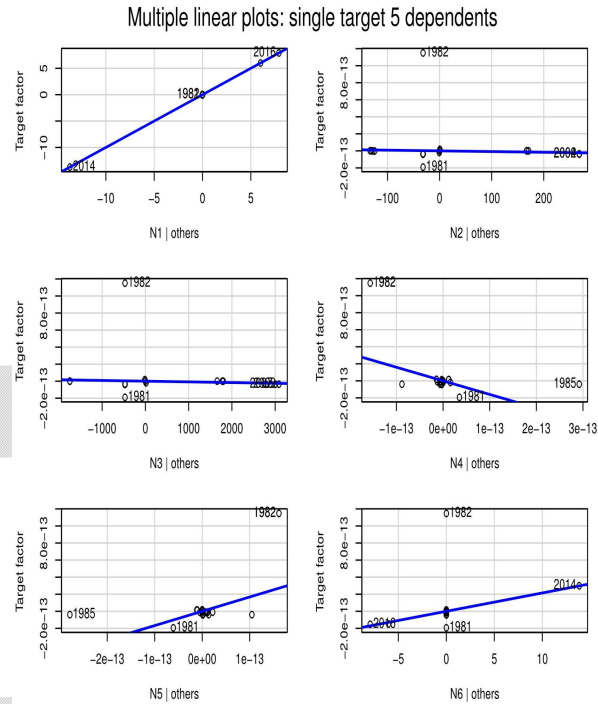 Multiple linear plots: single target 5 dependents
Target factor
5
0
−10
2016
1982
2014
−10 −5 0 5
N1 | others
Target factor
8.0e−13
−2.0e−13
1982
1981
−100 0 100 200
N2 | others
Target factor
8.0e−13
−2.0e−13
1982
1981
−1000 0 1000 2000 3000
N3 | others
Target factor
8.0e−13
−2.0e−13
1982
1981
1985
−1e−13 0e+00 1e−13 2e−13 3e−13
N4 | others
Target factor
8.0e−13
−2.0e−13
1982
1985
1981
−2e−13 −1e−13 0e+00 1e−13
N5 | others
Target factor
8.0e−13
−2.0e−13
1982
2014
1981
−5 0 5 10
N6 | others